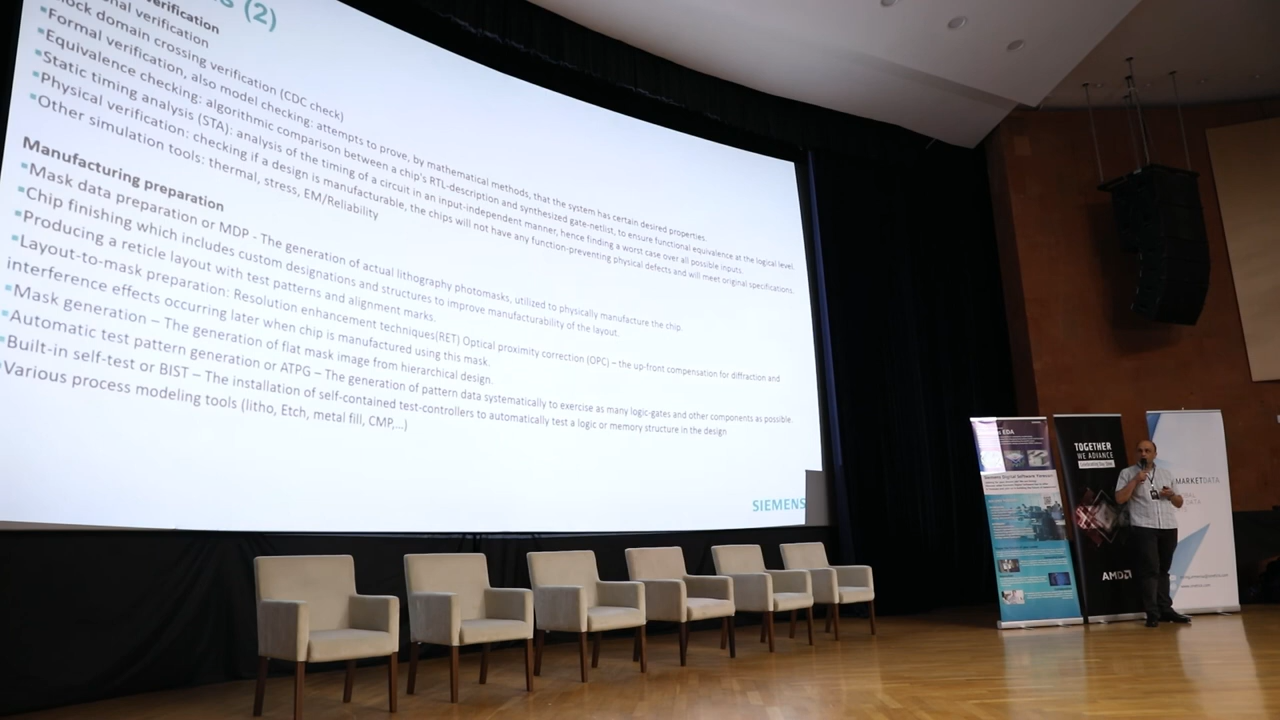 (2)
verification
verification
clock domain crossing verification (CDC check)
▪Formal verification, also model checking: attempts to prove, by mathematical methods, that the system has certain desired properties.
▪Equivalence checking: algorithmic comparison between a chip's RTL-description and synthesized gate-netlist, to ensure functional equivalence at the logical level.
▪Static timing analysis (STA): analysis of the timing of a circuit in an input-independent manner, hence finding a worst case over all possible inputs.
▪Physical verification: checking if a design is manufacturable, the chips will not have any function-preventing physical defects and will meet original specifications.
▪Other simulation tools: thermal, stress, EM/Reliability
Manufacturing preparation
▪Mask data preparation or MDP - The generation of actual lithography photomasks, utilized to physically manufacture the chip.
▪Chip finishing which includes custom designations and structures to improve manufacturability of the layout.
▪Producing a reticle layout with test patterns and alignment marks.
▪Layout-to-mask preparation: Resolution enhancement techniques(RET) Optical proximity correction (OPC) – the up-front compensation for diffraction and
interference effects occurring later when chip is manufactured using this mask.
▪Mask generation – The generation of flat mask image from hierarchical design.
▪Automatic test pattern generation or ATPG – The generation of pattern data systematically to exercise as many logic-gates and other components as possible.
▪Built-in self-test or BIST – The installation of self-contained test-controllers to automatically test a logic or memory structure in the design
▪Various process modeling tools (litho, Etch, metal fill, CMP,...)
SIEMENS
EDA
TOGETHER
WE ADVANCE
AMD
MARKETDATA